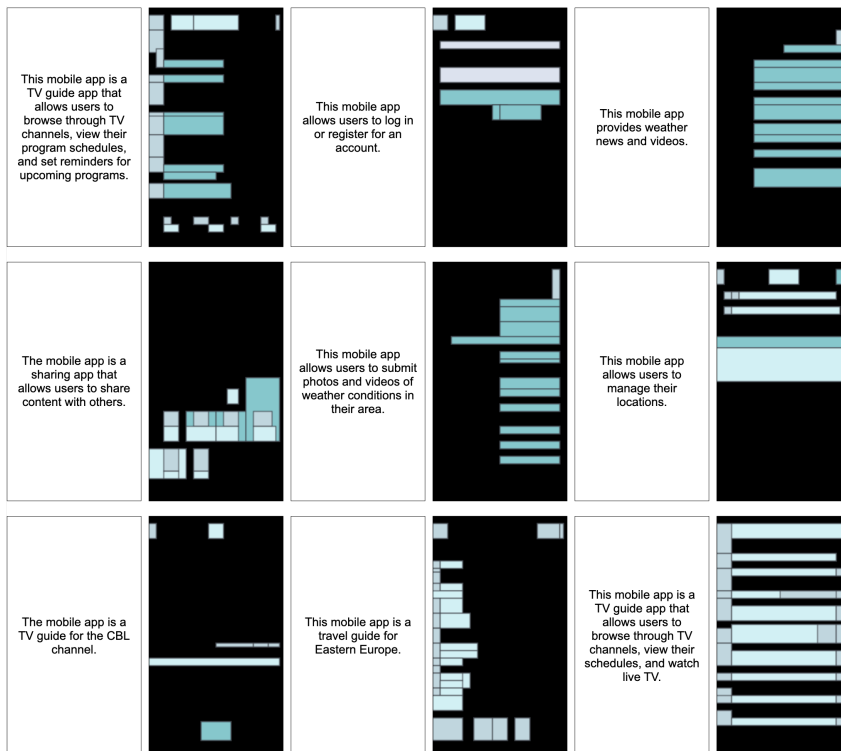 This mobile app is a
TV guide app that
allows users to
browse through TV
channels, view their
program schedules,
and set reminders for
upcoming programs.
This mobile app
allows users to log in
or register for an
account.
This mobile app
provides weather
news and videos.
The mobile app is a
sharing app that
allows users to share
content with others.
This mobile app
allows users to submit
photos and videos of
weather conditions in
their area.
This mobile app
allows users to
manage their
locations.
The mobile app is a
TV guide for the CBL
channel.
This mobile app is a
travel guide for
Eastern Europe.
This mobile app is a
TV guide app that
allows users to
browse through TV
channels, view their
schedules, and watch
live TV.